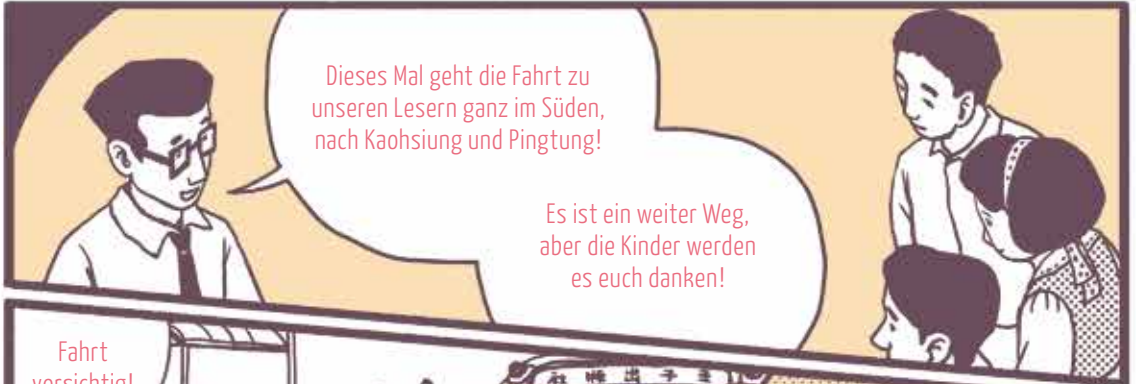 Dieses Mal geht die Fahrt zu
unseren Lesern ganz im Süden,
nach Kaohsiung und Pingtung!
Es ist ein weiter Weg,
aber die Kinder werden
es euch danken!
Fahrt
vorsichtig!